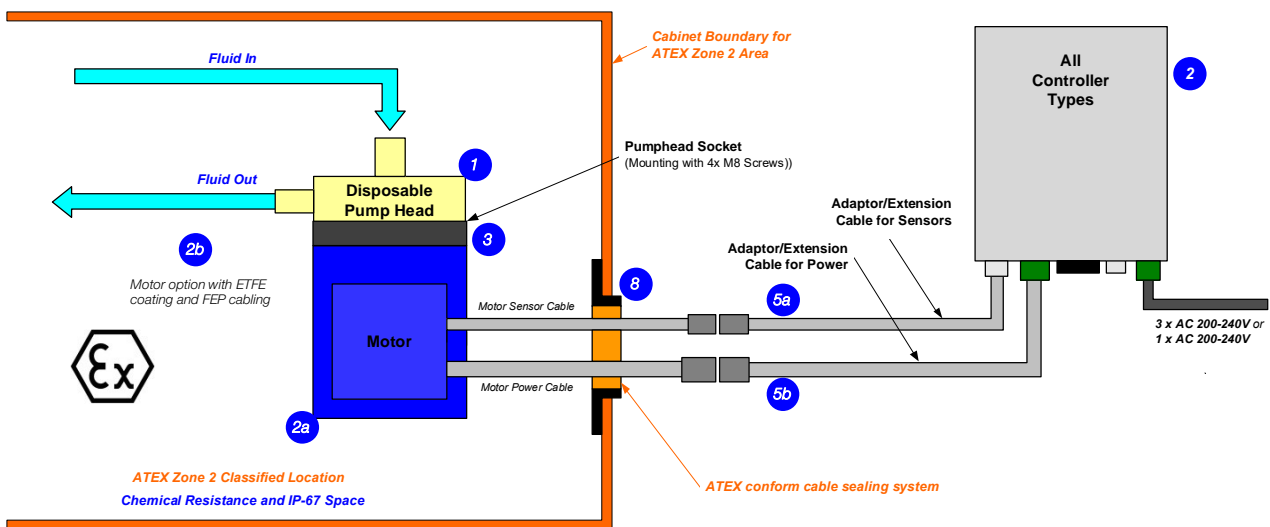 Fluid In
Cabinet Boundary for
ATEX Zone 2 Area
All
Controller
Types
2
Pumphead Socket
(Mounting with 4x M8 Screws))
1
Fluid Out
Disposable
Pump Head
Adaptor/Extension
Cable for Sensors
2b
3
Adaptor/Extension
Cable for Power
Motor option with ETFE
coating and FEP cabling
8
5a
Motor Sensor Cable
3 x AC 200-240V or
1 x AC 200-240V
Motor
Ex
Motor Power Cable
5b
2a
ATEX Zone 2 Classified Location
ATEX conform cable sealing system
Chemical Resistance and IP-67 Space
.